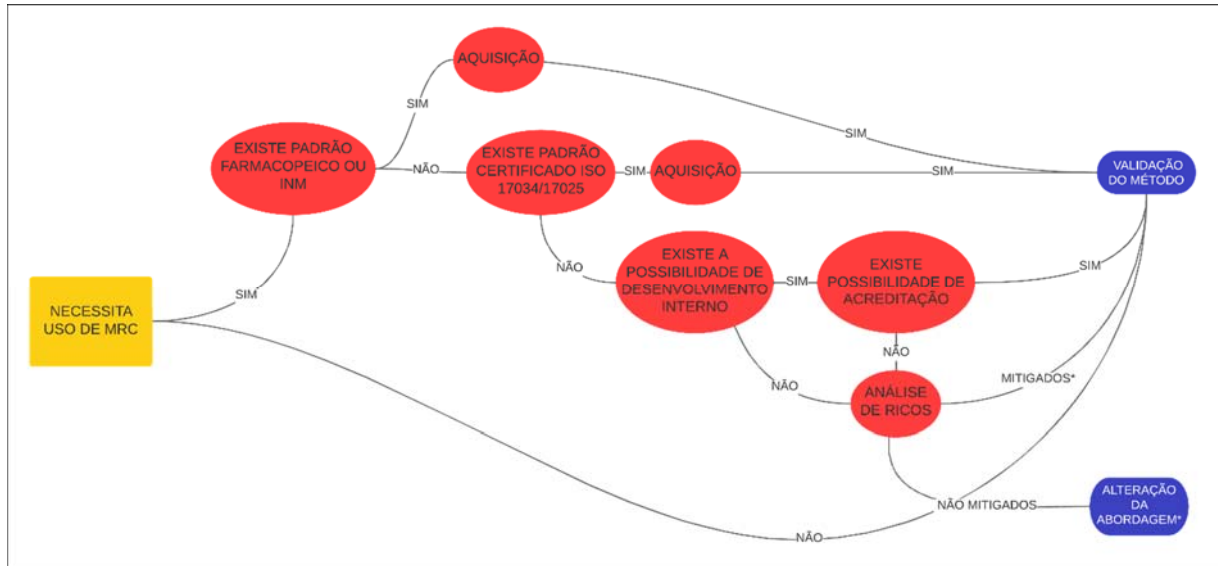 AQUISIÇÃO
SIM
SIM
EXISTE PADRÃO
FARMACOPEICO OU
INM
NÃO
EXISTE PADRÃO
CERTIFICADO ISO
17034/17025
SIM
AQUISIÇÃO
SIM
VALIDAÇÃO
DO MÉTODO
NÃO
EXISTE A
POSSIBILIDADE DE
DESENVOLVIMENTO
INTERNO
SIM
EXISTE
POSSIBILIDADE DE
ACREDITAÇÃO
SIM
SIM
NECESSITA
USO DE MRC
NÃO
NÃO
MITIGADOS*
ANÁLISE
DE RICOS
NÃO MITIGADOS
ALTERAÇÃO
DA
ABORDAGEM*
NÃO